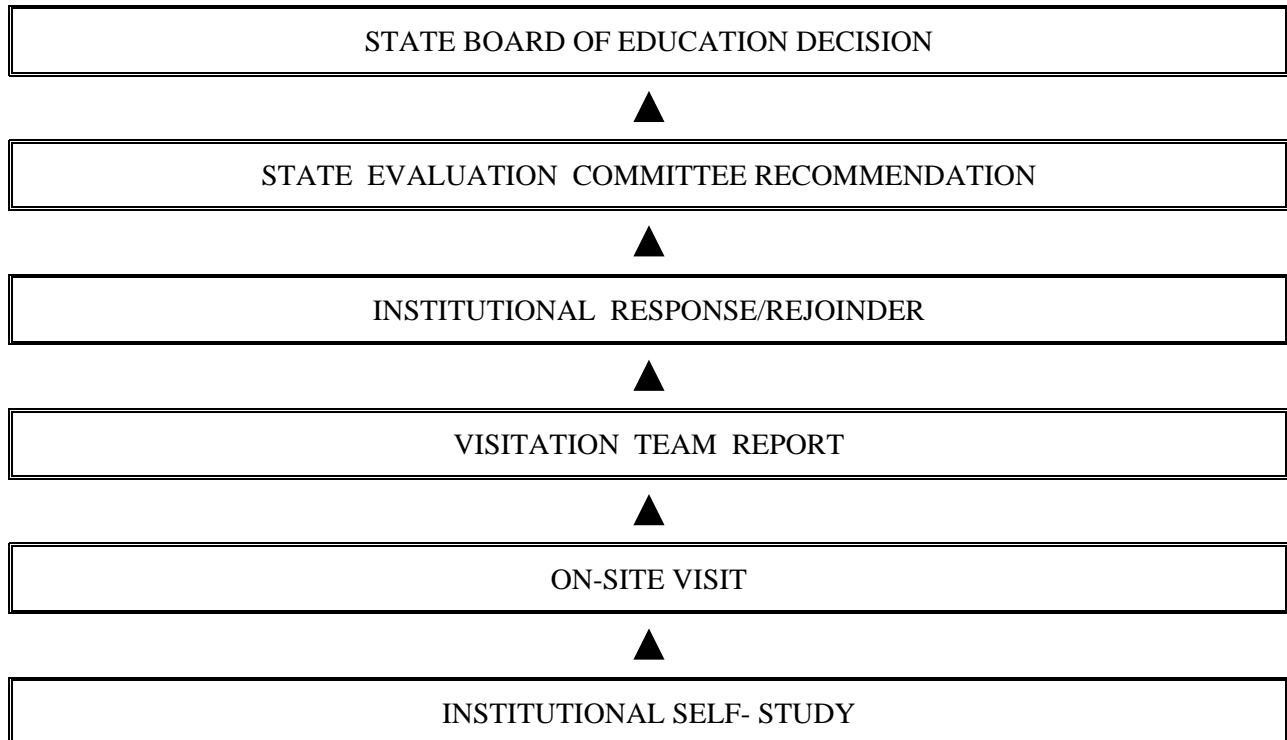 STATE BOARD OF EDUCATION DECISION
STATE EVALUATION COMMITTEE RECOMMENDATION
INSTITUTIONAL RESPONSE/REJOINDER
VISITATION TEAM REPORT
ON-SITE VISIT
INSTITUTIONAL SELF- STUDY